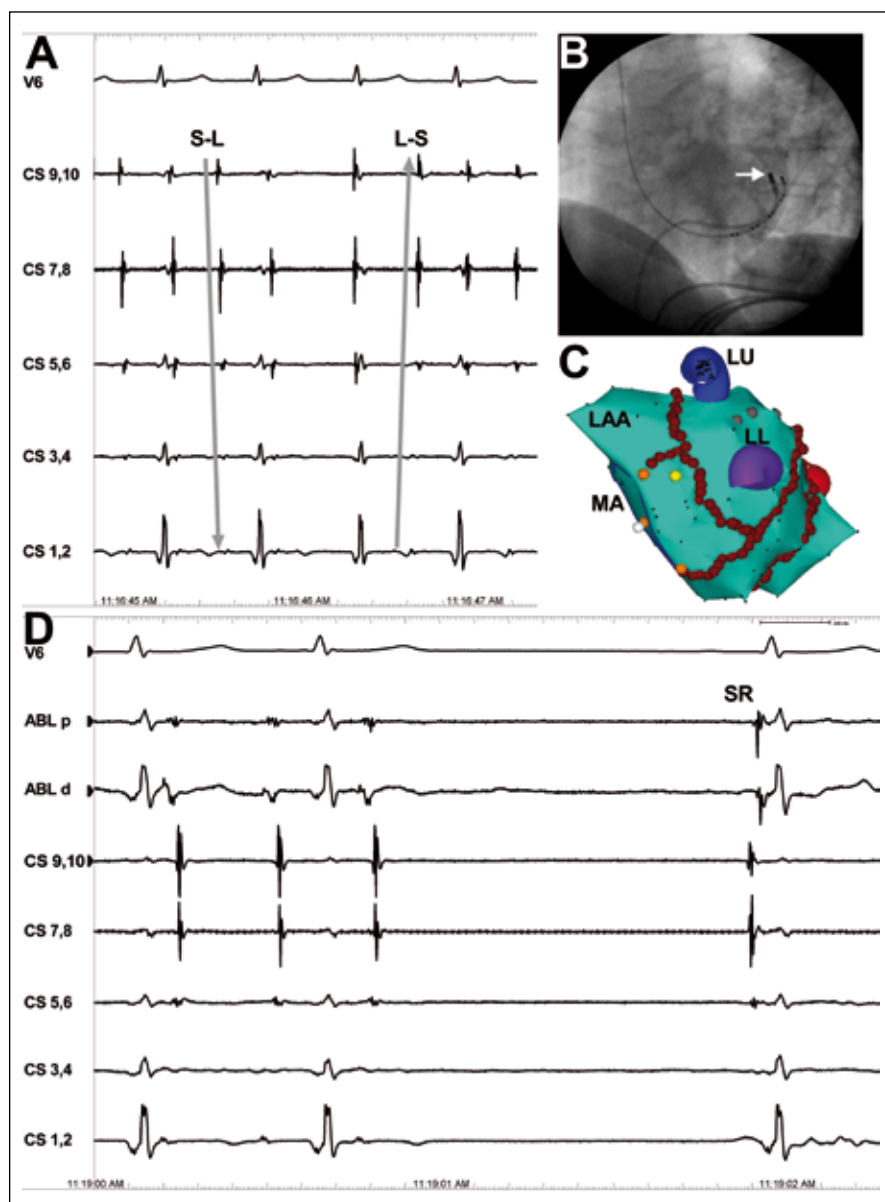 A
V6
S-L
L-S
CS 9,10
CS 7,8
CS 5,6
CS 3,4
CS 1,2
11:16:45 AM
11:16:46 AM
11:16:47 AM
B
C
LU
LAA
LL
MA
D
V6
SR
ABL p
ABL d
CS 9,10
CS 7,8
CS 5,6
CS 3,4
CS 1,2
11:19:00 AM
11:19:01 AM
11:19:02 AM